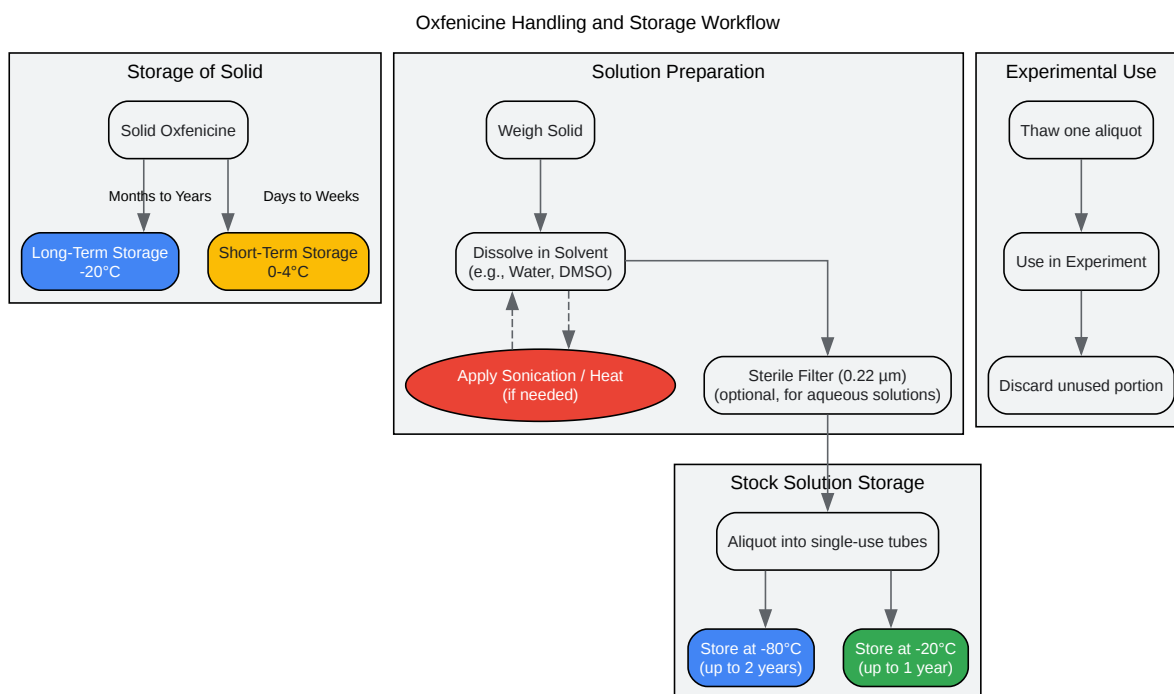 Oxfenicine Handling and Storage Workflow
Storage of Solid
Solid Oxfenicine
Months to Years
Days to Weeks
Long-Term Storage
-20°C
Short-Term Storage
0-4°C
Solution Preparation
Weigh Solid
Dissolve in Solvent
(e.g., Water, DMSO)
Apply Sonication / Heat
(if needed)
Sterile Filter (0.22 µm)
(optional, for aqueous solutions)
Stock Solution Storage
Aliquot into single-use tubes
Store at -80°C
(up to 2 years)
Store at -20°C
(up to 1 year)
Experimental Use
Thaw one aliquot
Use in Experiment
Discard unused portion